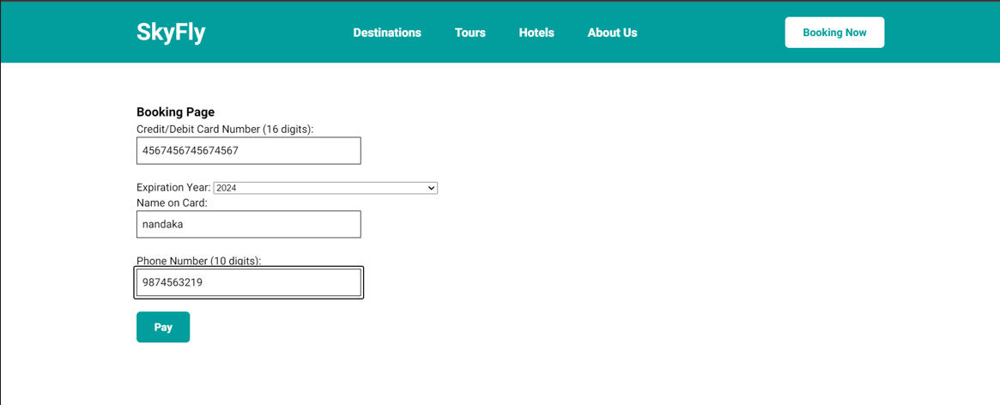 SkyFly Destinations Tours Hotels About Us Booking Now
Booking Page
Credit/Debit Card Number (16 digits):
4567456745674567
Expiration Year: 2024
Name on Card:
nandaka
Phone Number (10 digits):
9874563219
Pay